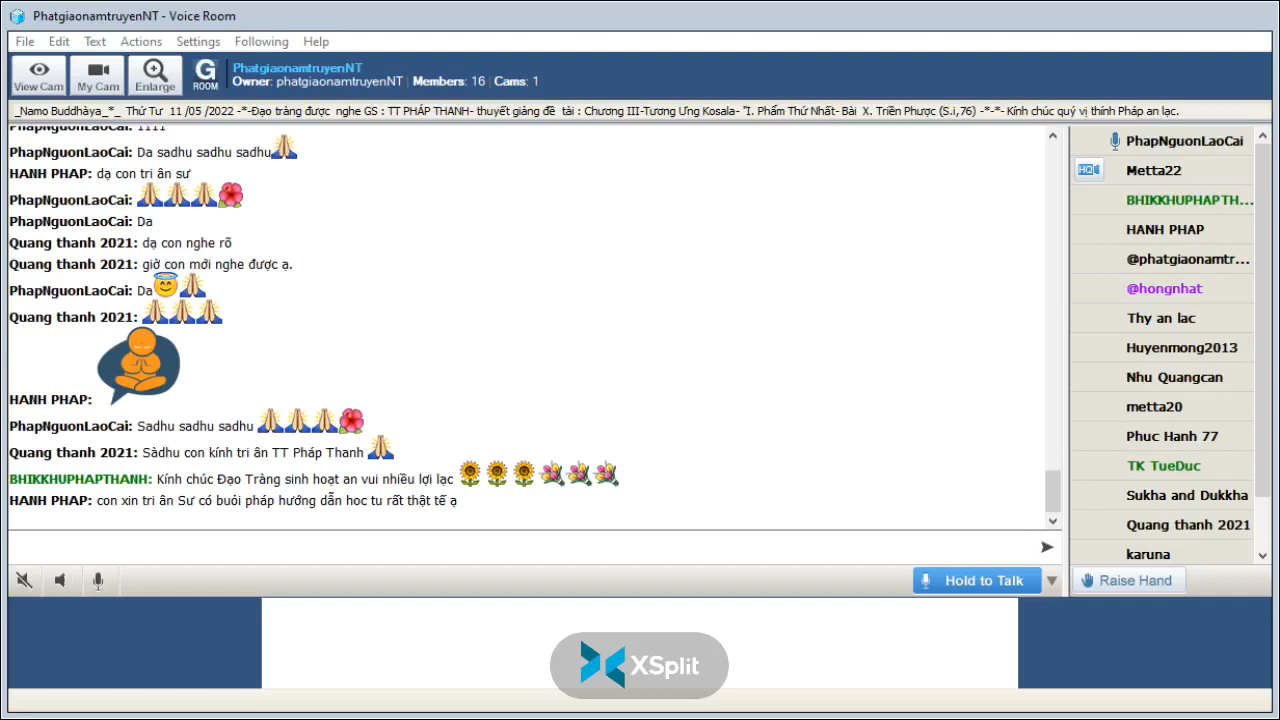 PhatgiaonamtruyenNT - Voice Room
File Edit Text Actions Settings Following Help
View Cam My Cam Enlarge G ROOM
PhatgiaonamtruyenNT
Owner: phatgiaonamtruyenNT | Members: 16 | Cams: 1
_Namo Buddhàya_*_ Thứ Tư 11 /05 /2022 -*-Đạo tràng được nghe GS : TT PHÁP THANH- thuyết giảng đề tài : Chương III-Tương Ưng Kosala- "I. Phẩm Thứ Nhất- Bài X. Triền Phược (S.i,76) -*-*- Kính chúc quý vị thính Pháp an lạc.
PhapNguonLaoCai: 1111
PhapNguonLaoCai: Da sadhu sadhu sadhu
HANH PHAP: dạ con tri ân sư
PhapNguonLaoCai:
PhapNguonLaoCai: Da
Quang thanh 2021: dạ con nghe rõ
Quang thanh 2021: giờ con mới nghe được ạ.
PhapNguonLaoCai: Da
Quang thanh 2021:
HANH PHAP:
PhapNguonLaoCai: Sadhu sadhu sadhu
Quang thanh 2021: Sàdhu con kính tri ân TT Pháp Thanh
BHIKKHUPHAPTHANH: Kính chúc Đạo Tràng sinh hoạt an vui nhiều lợi lạc
HANH PHAP: con xin tri ân Sư có buỏi pháp hướng dẫn hoc tu rất thật tế ạ
PhapNguonLaoCai
Metta22
BHIKKHUPHAPTH...
HANH PHAP
@phatgiaonamtr...
@hongnhat
Thy an lac
Huyenmong2013
Nhu Quangcan
metta20
Phuc Hanh 77
TK TueDuc
Sukha and Dukkha
Quang thanh 2021
karuna
Hold to Talk
Raise Hand
XSplit